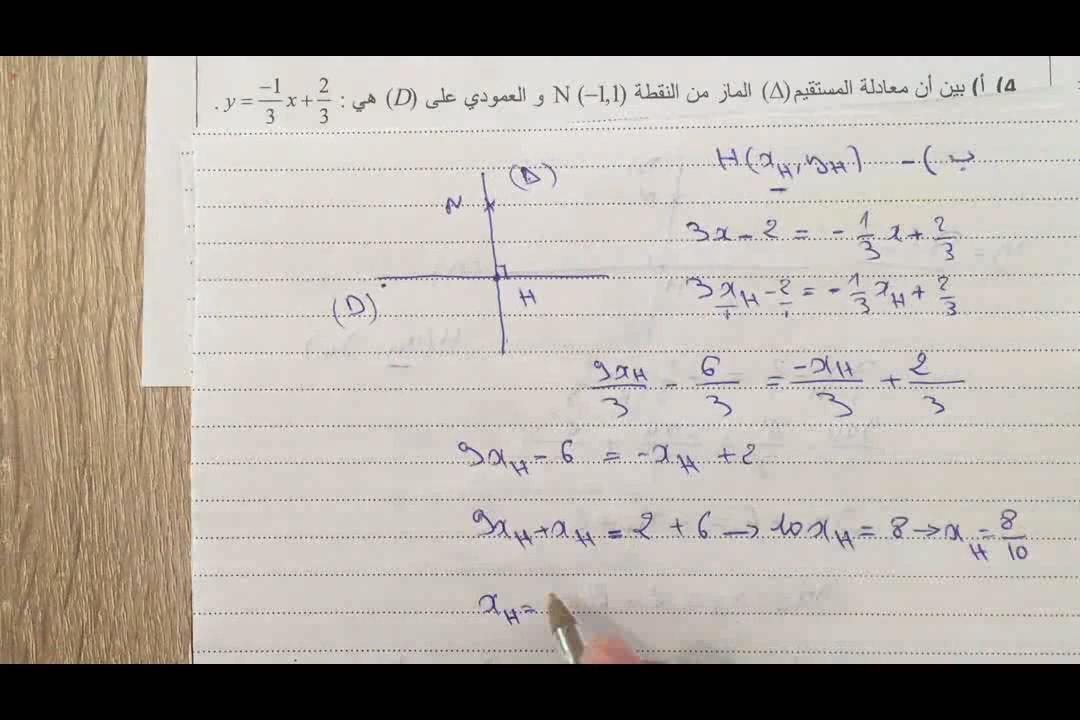 4) أ) بين أن معادلة المستقيم (Δ) المار من النقطة N (−1,1) و العمودي على (D) هي : y = −1/3 x + 2/3 .
ب) - H(x_H, y_H)
(Δ)
N
3x - 2 = -1/3 x + 2/3
H
(D)
3x_H/1 - 2/1 = -1/3 x_H + 2/3
9x_H/3 - 6/3 = -x_H/3 + 2/3
9x_H - 6 = -x_H + 2
9x_H + x_H = 2 + 6 → 10x_H = 8 → x_H = 8/10
x_H =